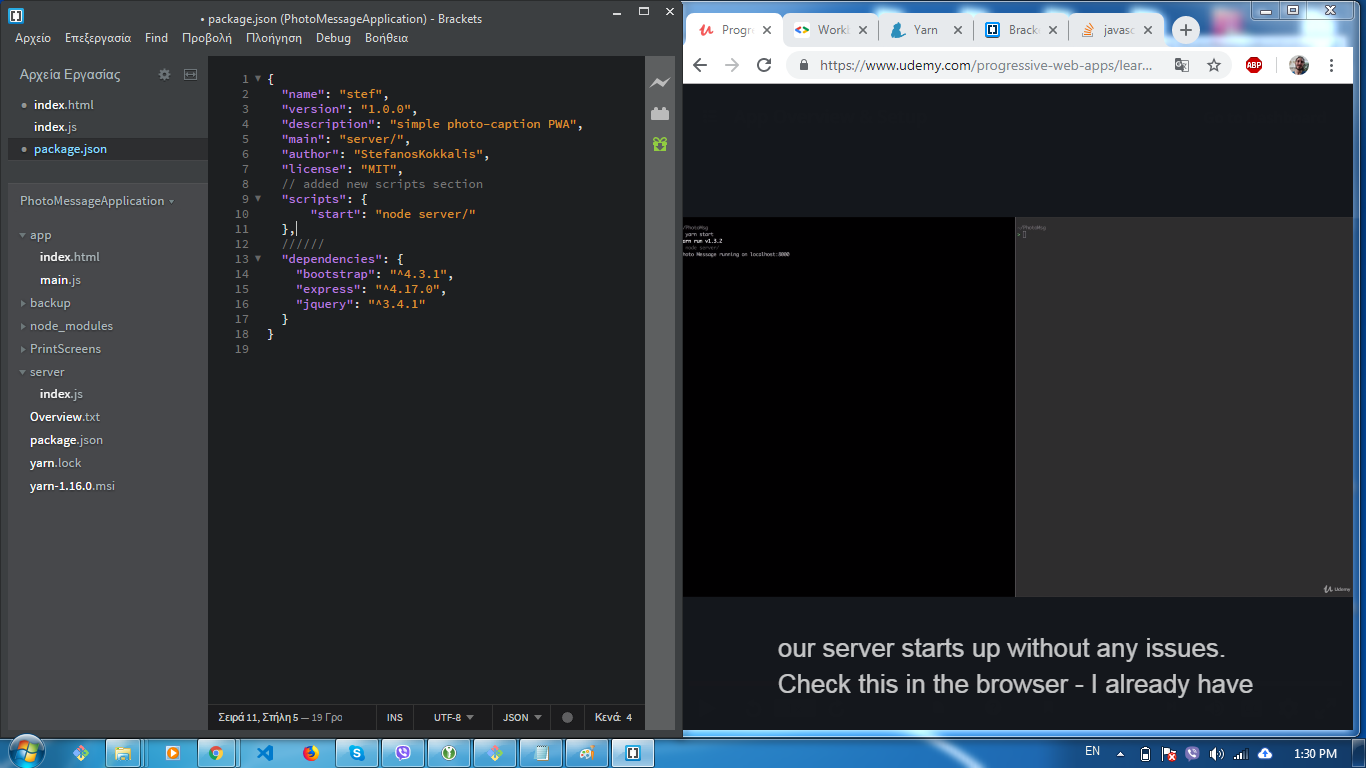 • package.json (PhotoMessageApplication) - Brackets
Αρχείο Επεξεργασία Find Προβολή Πλοήγηση Debug Βοήθεια
Αρχεία Εργασίας
index.html
index.js
package.json
PhotoMessageApplication
app
index.html
main.js
backup
node_modules
PrintScreens
server
index.js
Overview.txt
package.json
yarn.lock
yarn-1.16.0.msi
1 {
2 "name": "stef",
3 "version": "1.0.0",
4 "description": "simple photo-caption PWA",
5 "main": "server/",
6 "author": "StefanosKokkalis",
7 "license": "MIT",
8 // added new scripts section
9 "scripts": {
10 "start": "node server/"
11 },
12 //////
13 "dependencies": {
14 "bootstrap": "^4.3.1",
15 "express": "^4.17.0",
16 "jquery": "^3.4.1"
17 }
18 }
19
Σειρά 11, Στήλη 5 — 19 Γρο
INS UTF-8 JSON Κενά: 4
Progr Workb Yarn Brack javasc
https://www.udemy.com/progressive-web-apps/lear...
ABP
~/PhotoMsg
yarn start
yarn run v1.3.2
node server/
Photo Message running on localhost:3000
~/PhotoMsg
>
Udemy
our server starts up without any issues.
Check this in the browser - I already have
EN 1:30 PM